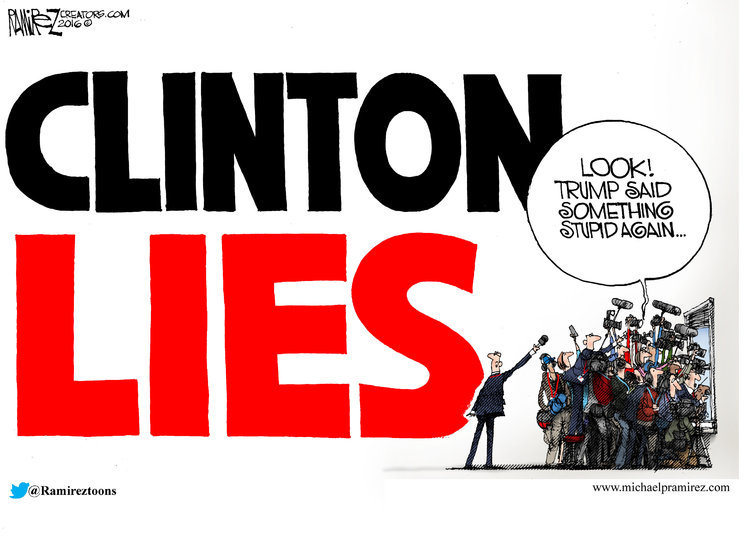 RAMIREZ CREATORS.COM
2016 ©
CLINTON
LIES
LOOK!
TRUMP SAID
SOMETHING
STUPID AGAIN...
@Ramireztoons
www.michaelpramirez.com